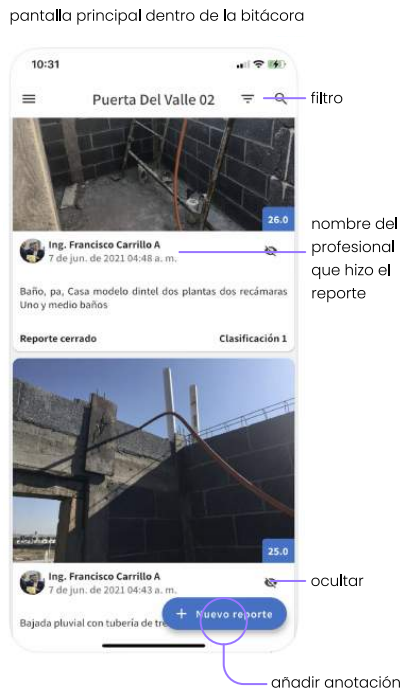 pantalla principal dentro de la bitácora
10:31
Puerta Del Valle 02
filtro
26.0
Ing. Francisco Carrillo A
7 de jun. de 2021 04:48 a. m.
nombre del
profesional
que hizo el
reporte
Baño, pa, Casa modelo dintel dos plantas dos recámaras
Uno y medio baños
Reporte cerrado
Clasificación 1
25.0
Ing. Francisco Carrillo A
7 de jun. de 2021 04:43 a. m.
ocultar
Bajada pluvial con tubería de tre
+ Nuevo reporte
añadir anotación